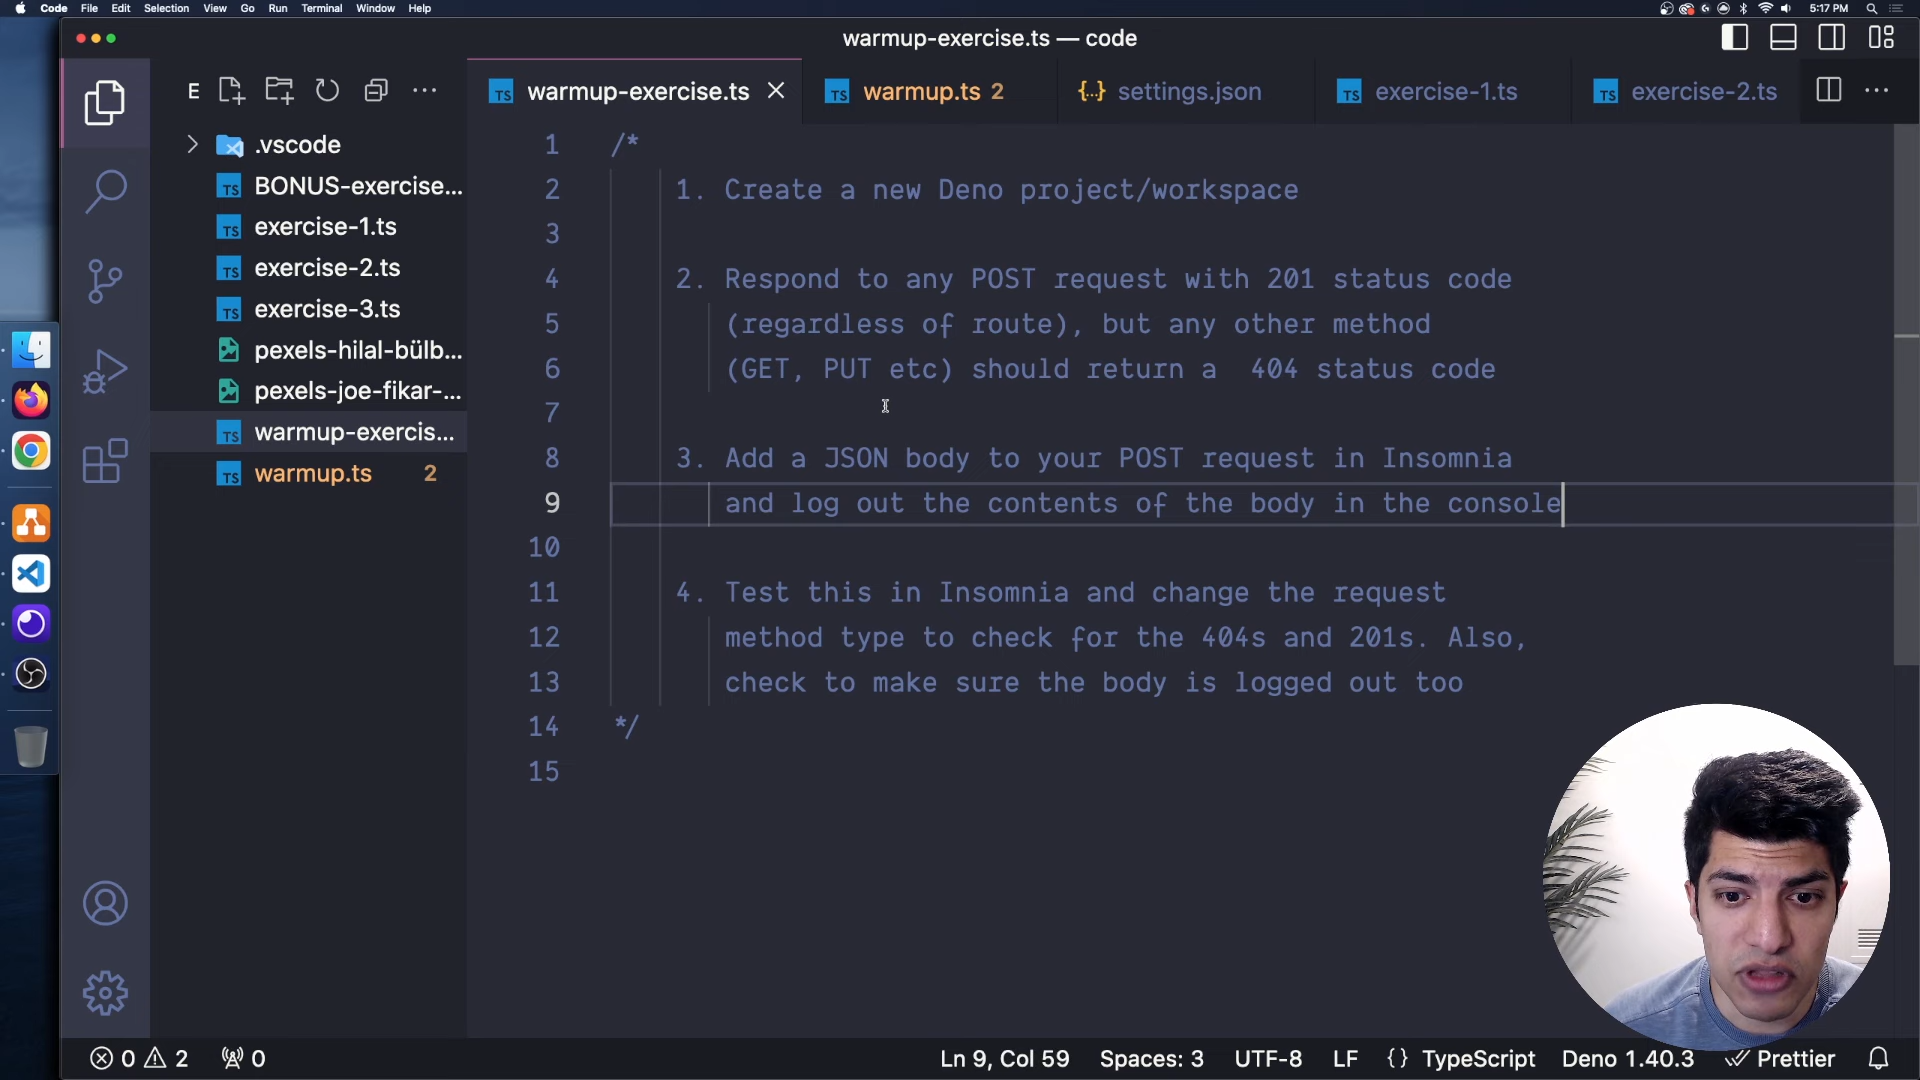 Code File Edit Selection View Go Run Terminal Window Help 5:17 PM
warmup-exercise.ts — code
E
warmup-exercise.ts
warmup.ts 2
{..} settings.json
exercise-1.ts
exercise-2.ts
.vscode
BONUS-exercise...
exercise-1.ts
exercise-2.ts
exercise-3.ts
pexels-hilal-bülb...
pexels-joe-fikar-...
warmup-exercis...
warmup.ts 2
1 /*
2 1. Create a new Deno project/workspace
3
4 2. Respond to any POST request with 201 status code
5 (regardless of route), but any other method
6 (GET, PUT etc) should return a  404 status code
7
8 3. Add a JSON body to your POST request in Insomnia
9 and log out the contents of the body in the console
10
11 4. Test this in Insomnia and change the request
12 method type to check for the 404s and 201s. Also,
13 check to make sure the body is logged out too
14 */
15
0 2 0 Ln 9, Col 59 Spaces: 3 UTF-8 LF {} TypeScript Deno 1.40.3 Prettier